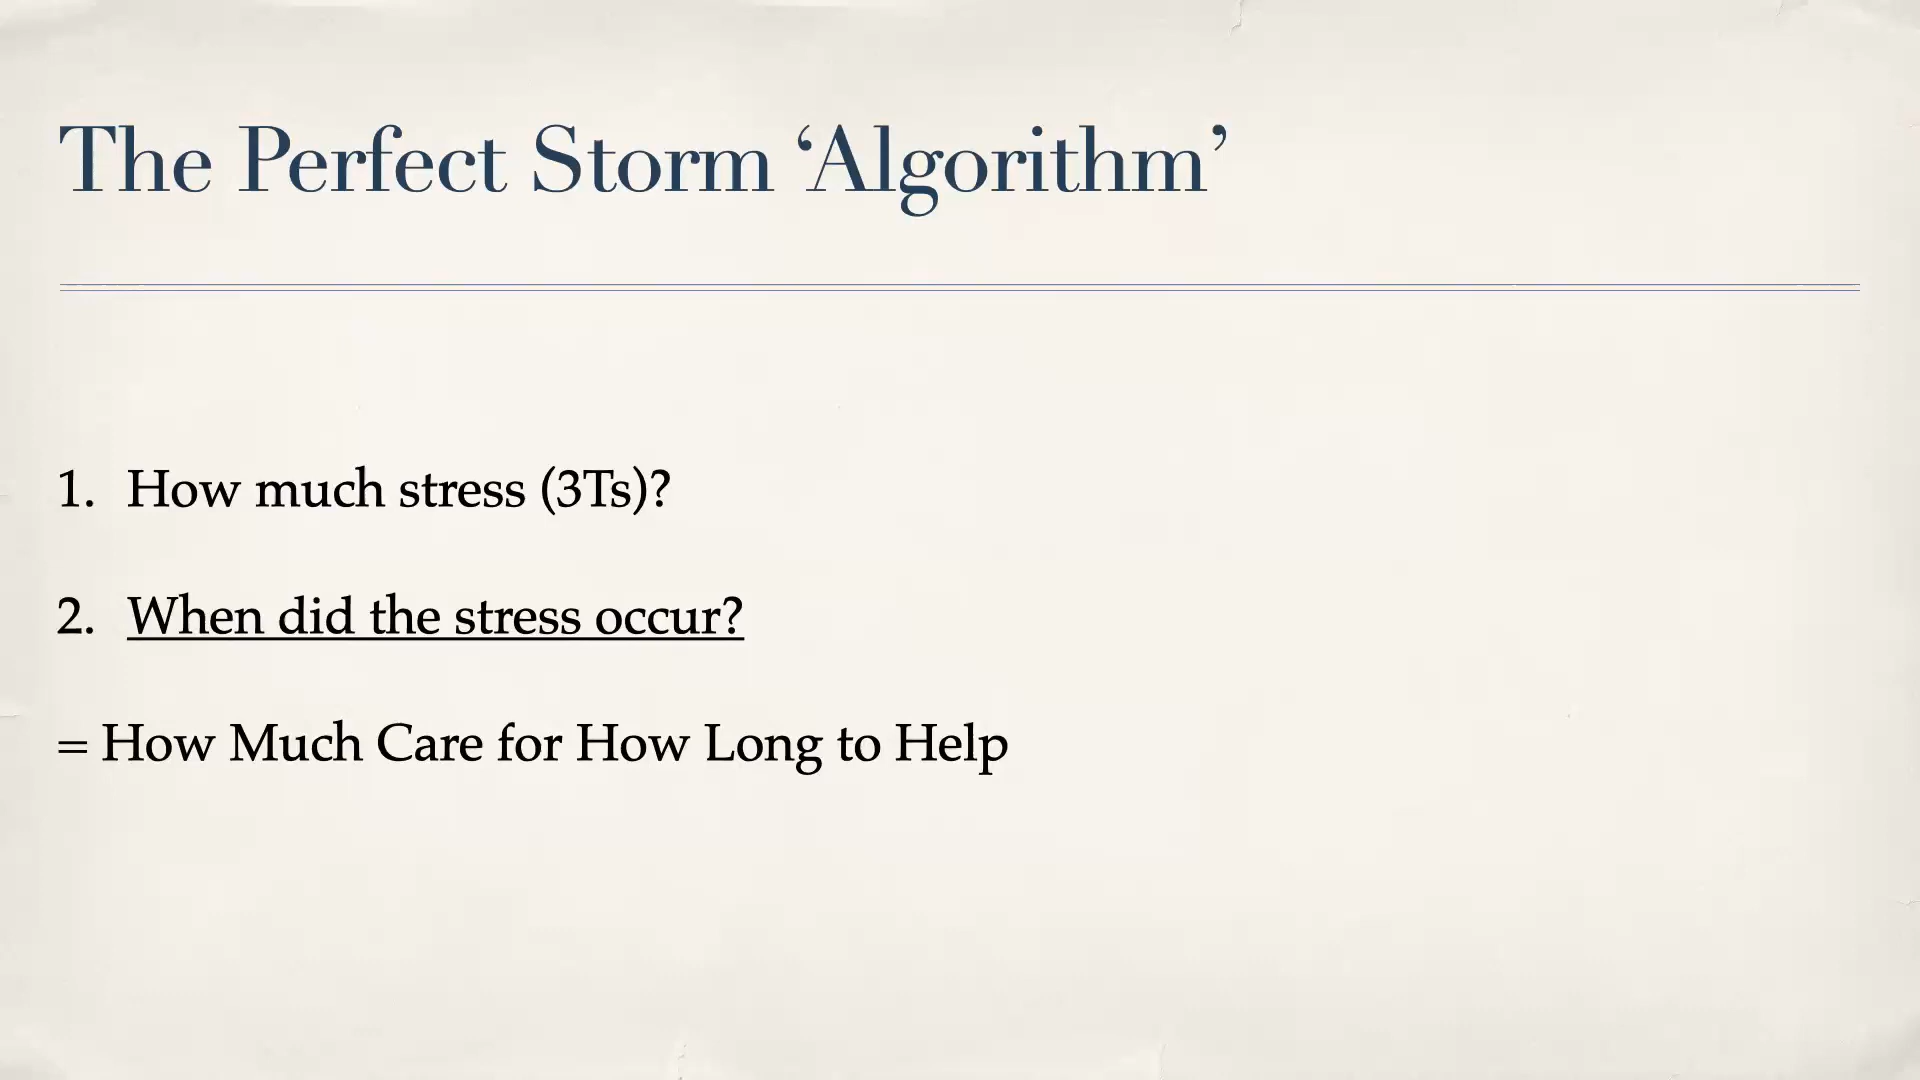 The Perfect Storm ‘Algorithm’
1. How much stress (3Ts)?
2. When did the stress occur?
= How Much Care for How Long to Help